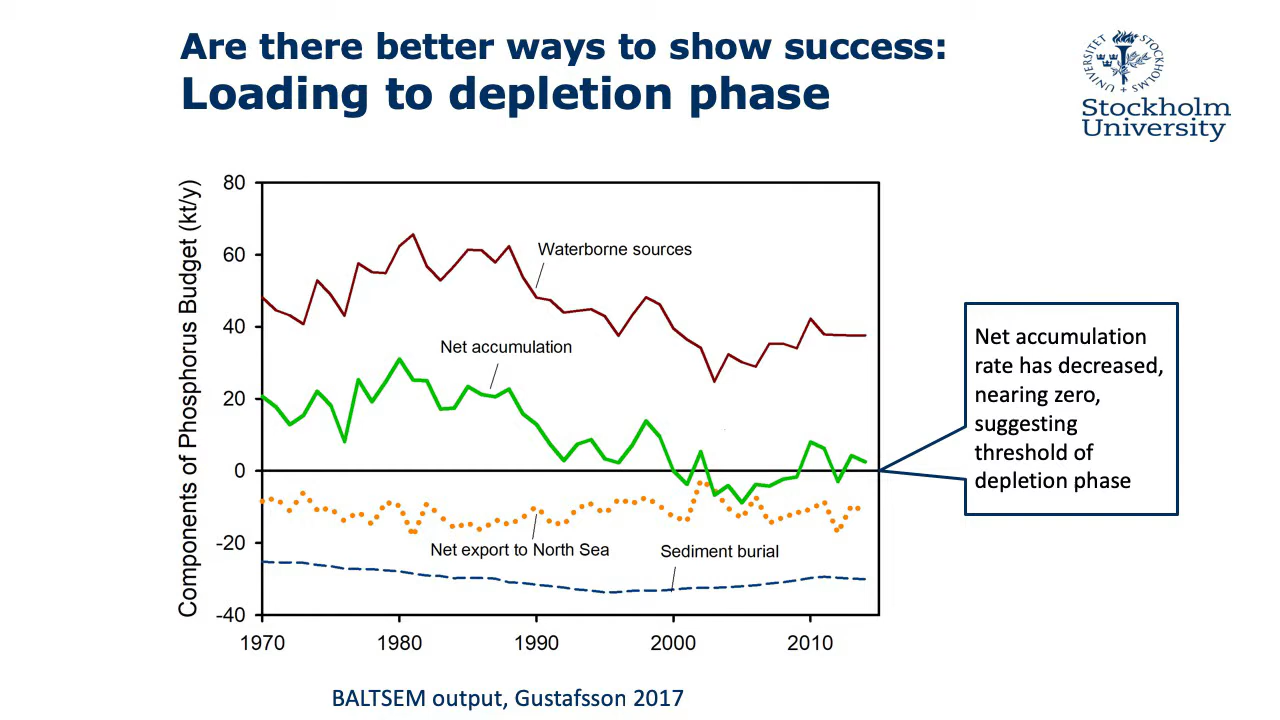 Are there better ways to show success:
Loading to depletion phase
UNIVERSITET STOCKHOLMS
Stockholm
University
Components of Phosphorus Budget (kt/y)
80
60
40
20
0
-20
-40
Waterborne sources
Net accumulation
Net export to North Sea
Sediment burial
1970
1980
1990
2000
2010
Net accumulation
rate has decreased,
nearing zero,
suggesting
threshold of
depletion phase
BALTSEM output, Gustafsson 2017